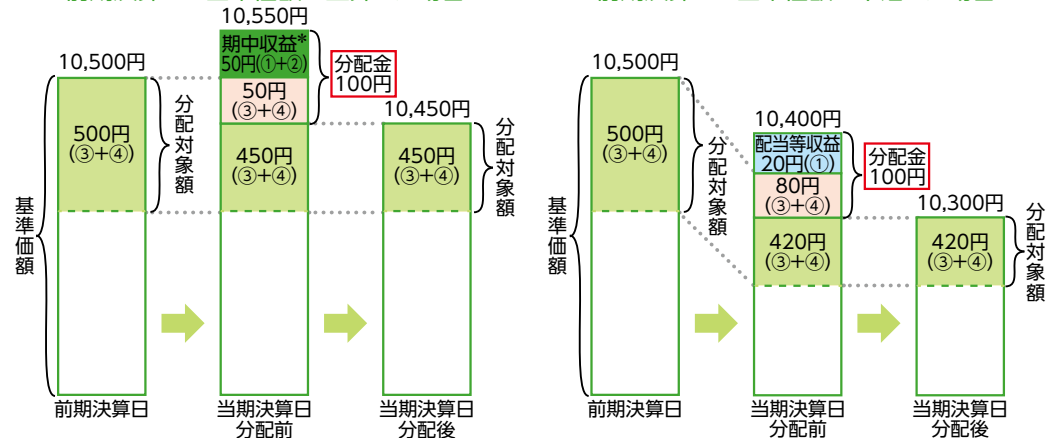 10,550円
期中収益*
50円(①+②)
10,500円
分配金
100円
50円
(③+④)
10,450円
500円
(③+④)
分配対象額
450円
(③+④)
450円
(③+④)
分配対象額
基準価額
前期決算日
当期決算日
分配前
当期決算日
分配後
10,500円
10,400円
配当等収益
20円(①)
分配金
100円
500円
(③+④)
分配対象額
80円
(③+④)
10,300円
420円
(③+④)
420円
(③+④)
分配対象額
基準価額
前期決算日
当期決算日
分配前
当期決算日
分配後